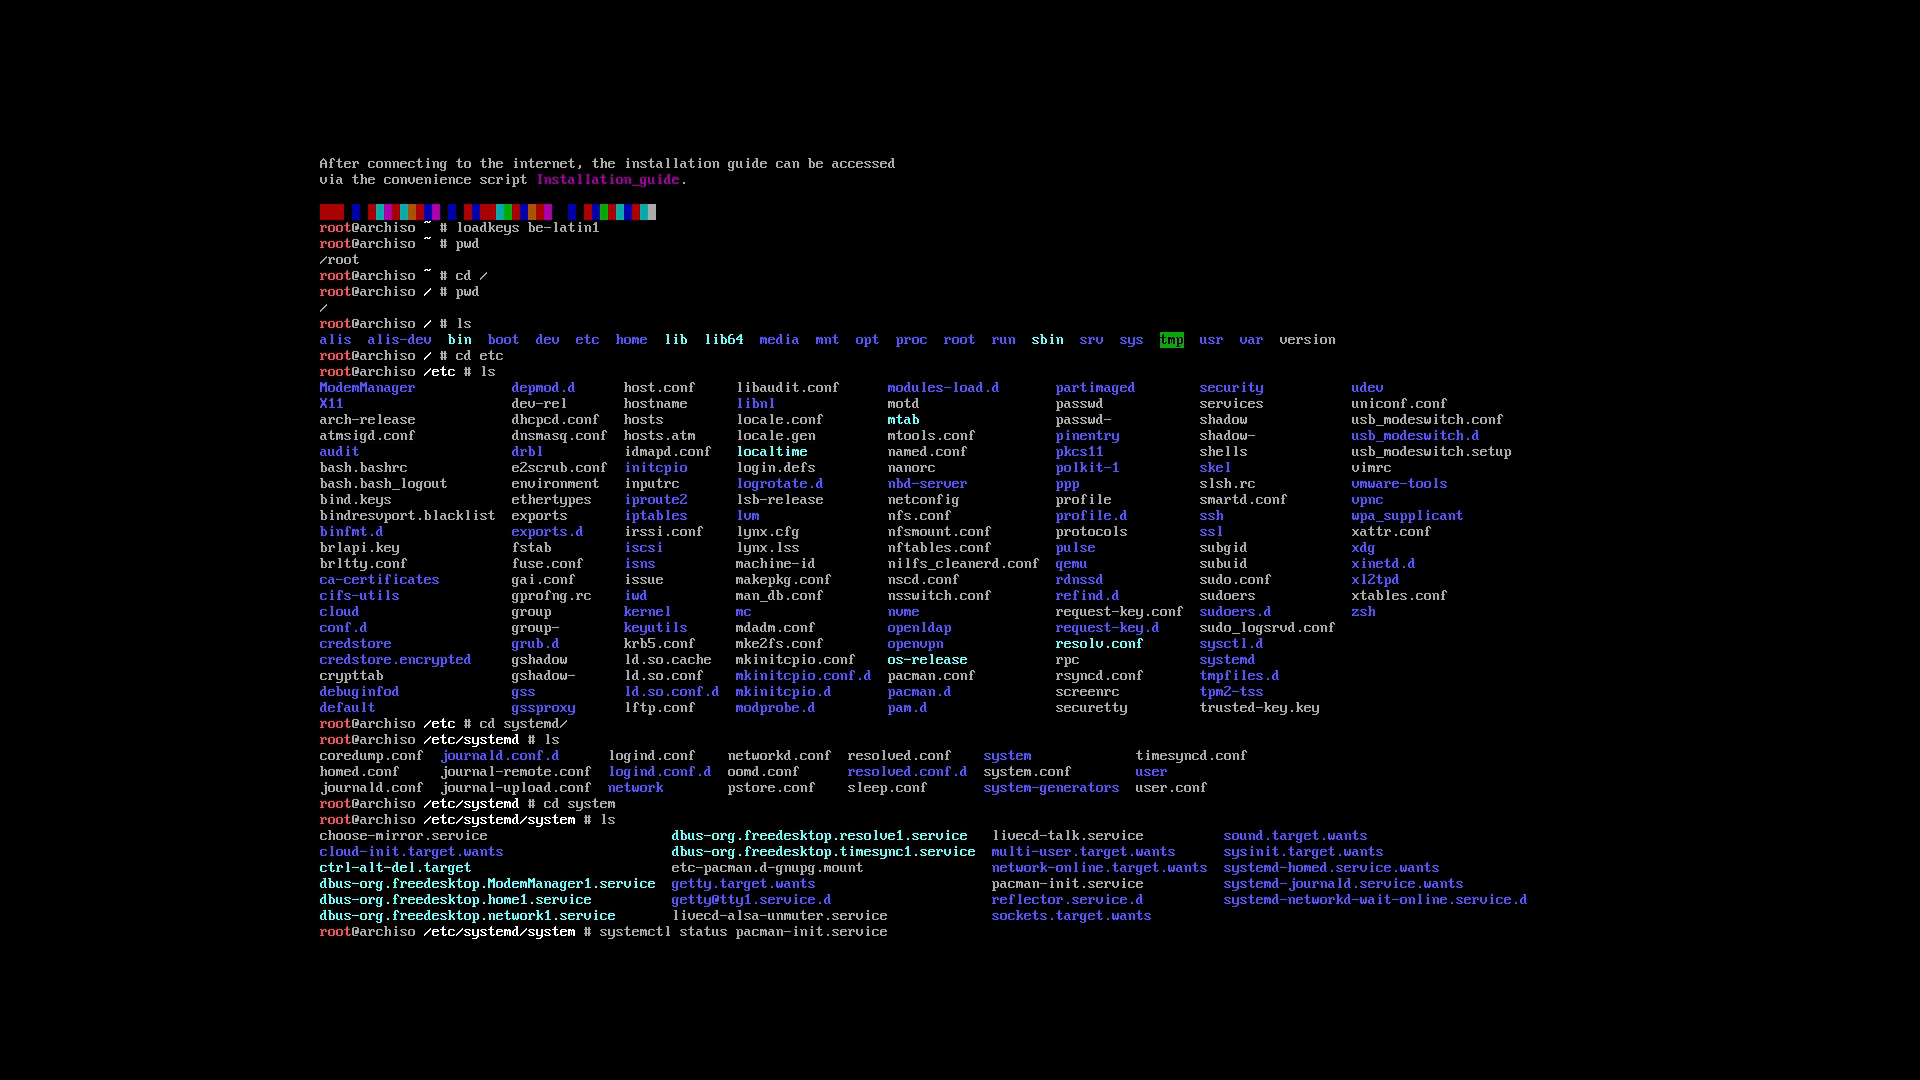 After connecting to the internet, the installation guide can be accessed
via the convenience script Installation_guide.
root@archiso ~ # loadkeys be-latin1
root@archiso ~ # pwd
/root
root@archiso ~ # cd /
root@archiso / # pwd
/
root@archiso / # ls
alis  alis-dev  bin  boot  dev  etc  home  lib  lib64  media  mnt  opt  proc  root  run  sbin  srv  sys  tmp  usr  var  version
root@archiso / # cd etc
root@archiso /etc # ls
ModemManager  depmod.d  host.conf  libaudit.conf  modules-load.d  partimaged  security  udev
X11  dev-rel  hostname  libnl  motd  passwd  services  uniconf.conf
arch-release  dhcpcd.conf  hosts  locale.conf  mtab  passwd-  shadow  usb_modeswitch.conf
atmsigd.conf  dnsmasq.conf  hosts.atm  locale.gen  mtools.conf  pinentry  shadow-  usb_modeswitch.d
audit  drbl  idmapd.conf  localtime  named.conf  pkcs11  shells  usb_modeswitch.setup
bash.bashrc  e2scrub.conf  initcpio  login.defs  nanorc  polkit-1  skel  vimrc
bash.bash_logout  environment  inputrc  logrotate.d  nbd-server  ppp  slsh.rc  vmware-tools
bind.keys  ethertypes  iproute2  lsb-release  netconfig  profile  smartd.conf  vpnc
bindresvport.blacklist  exports  iptables  lvm  nfs.conf  profile.d  ssh  wpa_supplicant
binfmt.d  exports.d  irssi.conf  lynx.cfg  nfsmount.conf  protocols  ssl  xattr.conf
brlapi.key  fstab  iscsi  lynx.lss  nftables.conf  pulse  subgid  xdg
brltty.conf  fuse.conf  isns  machine-id  nilfs_cleanerd.conf  qemu  subuid  xinetd.d
ca-certificates  gai.conf  issue  makepkg.conf  nscd.conf  rdnssd  sudo.conf  xl2tpd
cifs-utils  gprofng.rc  iwd  man_db.conf  nsswitch.conf  refind.d  sudoers  xtables.conf
cloud  group  kernel  mc  nvme  request-key.conf  sudoers.d  zsh
conf.d  group-  keyutils  mdadm.conf  openldap  request-key.d  sudo_logsrvd.conf
credstore  grub.d  krb5.conf  mke2fs.conf  openvpn  resolv.conf  sysctl.d
credstore.encrypted  gshadow  ld.so.cache  mkinitcpio.conf  os-release  rpc  systemd
crypttab  gshadow-  ld.so.conf  mkinitcpio.conf.d  pacman.conf  rsyncd.conf  tmpfiles.d
debuginfod  gss  ld.so.conf.d  mkinitcpio.d  pacman.d  screenrc  tpm2-tss
default  gssproxy  lftp.conf  modprobe.d  pam.d  securetty  trusted-key.key
root@archiso /etc # cd systemd/
root@archiso /etc/systemd # ls
coredump.conf  journald.conf.d  logind.conf  networkd.conf  resolved.conf  system  timesyncd.conf
homed.conf  journal-remote.conf  logind.conf.d  oomd.conf  resolved.conf.d  system.conf  user
journald.conf  journal-upload.conf  network  pstore.conf  sleep.conf  system-generators  user.conf
root@archiso /etc/systemd # cd system
root@archiso /etc/systemd/system # ls
choose-mirror.service  dbus-org.freedesktop.resolve1.service  livecd-talk.service  sound.target.wants
cloud-init.target.wants  dbus-org.freedesktop.timesync1.service  multi-user.target.wants  sysinit.target.wants
ctrl-alt-del.target  etc-pacman.d-gnupg.mount  network-online.target.wants  systemd-homed.service.wants
dbus-org.freedesktop.ModemManager1.service  getty.target.wants  pacman-init.service  systemd-journald.service.wants
dbus-org.freedesktop.home1.service  getty@tty1.service.d  reflector.service.d  systemd-networkd-wait-online.service.d
dbus-org.freedesktop.network1.service  livecd-alsa-unmuter.service  sockets.target.wants
root@archiso /etc/systemd/system # systemctl status pacman-init.service